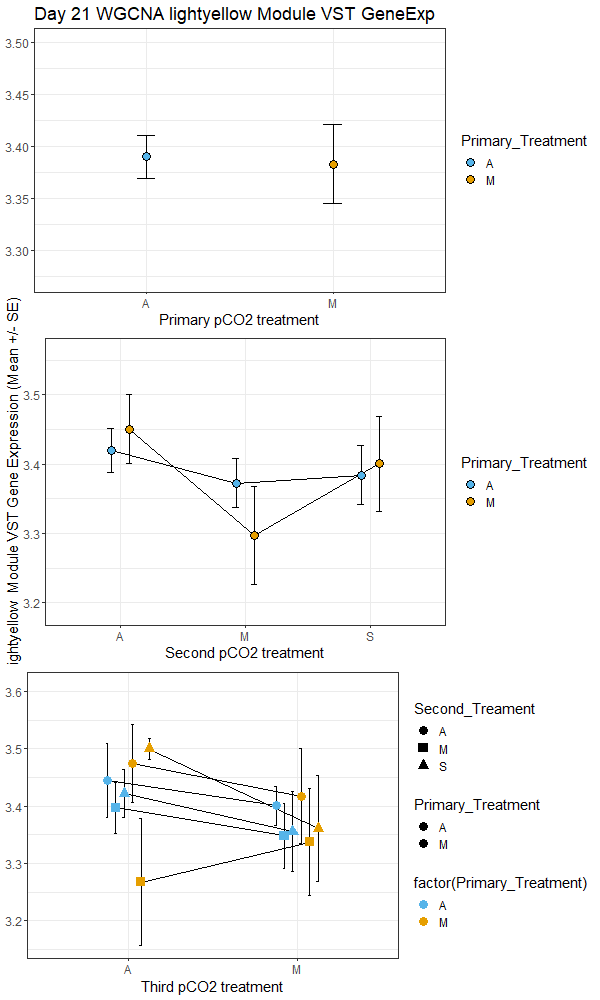 Day 21 WGCNA lightyellow Module VST GeneExp
3.50
3.45
3.40
3.35
3.30
A
M
Primary pCO2 treatment
Primary_Treatment
A
M
ightyellow Module VST Gene Expression (Mean +/- SE)
3.5
3.4
3.3
3.2
A
M
S
Second pCO2 treatment
Primary_Treatment
A
M
3.6
3.5
3.4
3.3
3.2
A
M
Third pCO2 treatment
Second_Treament
A
M
S
Primary_Treatment
A
M
factor(Primary_Treatment)
A
M